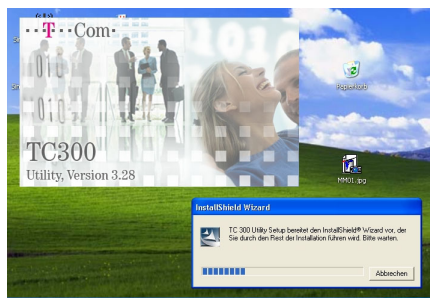 ···T···Com·
TC300
Utility, Version 3.28
Papierkorb
MM01.jpg
InstallShield Wizard
TC 300 Utility Setup bereitet den InstallShield® Wizard vor, der
Sie durch den Rest der Installation führen wird. Bitte warten.
Abbrechen